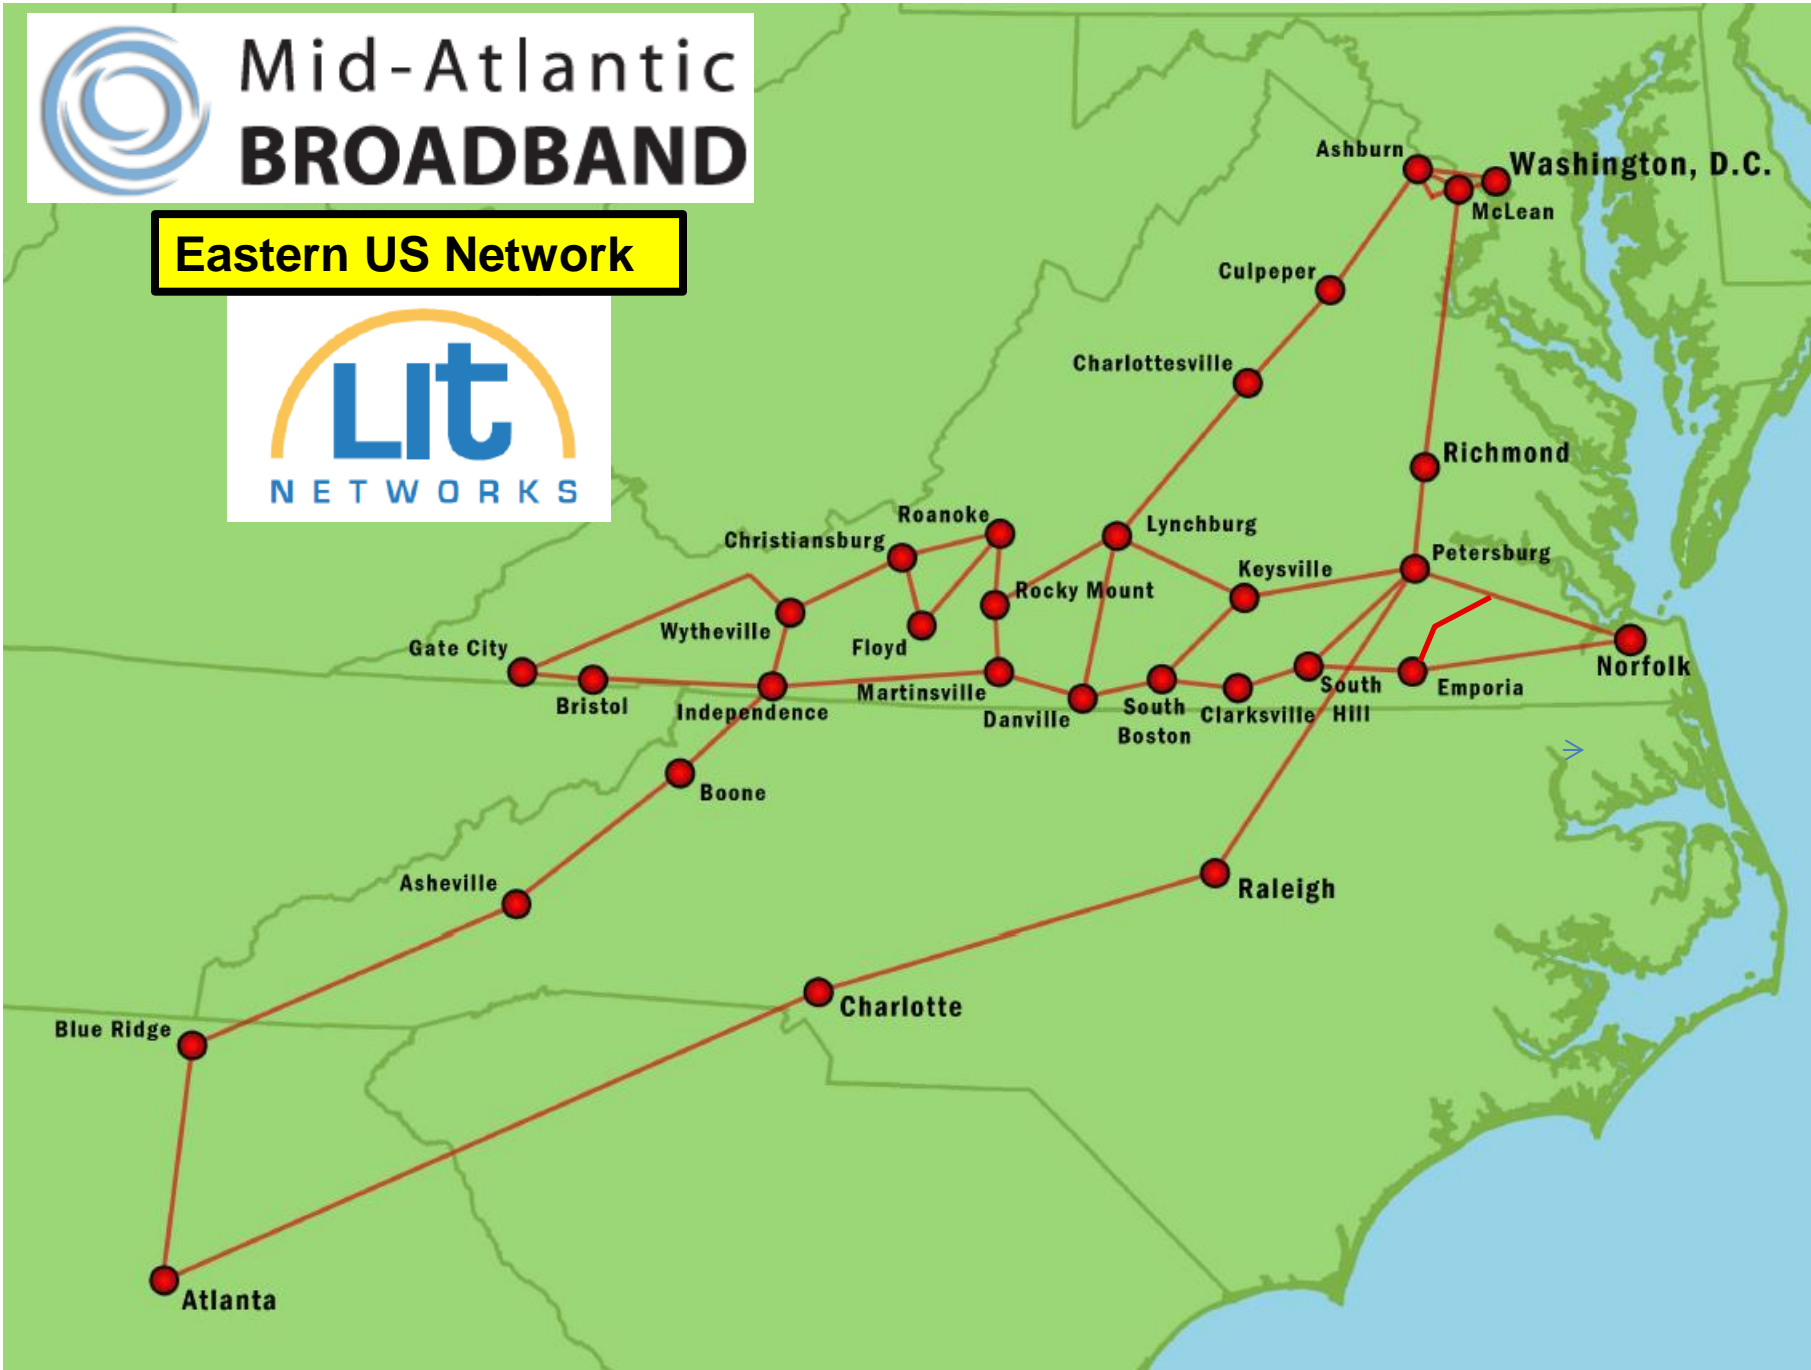 Mid-Atlantic
BROADBAND
Eastern US Network
LIt
NETWORKS
Ashburn
Washington, D.C.
McLean
Culpeper
Charlottesville
Richmond
Roanoke
Lynchburg
Christiansburg
Petersburg
Keysville
Rocky Mount
Wytheville
Floyd
Gate City
Norfolk
Martinsville
South
Hill
Emporia
Bristol
Independence
Danville
South
Boston
Clarksville
Boone
Asheville
Raleigh
Charlotte
Blue Ridge
Atlanta